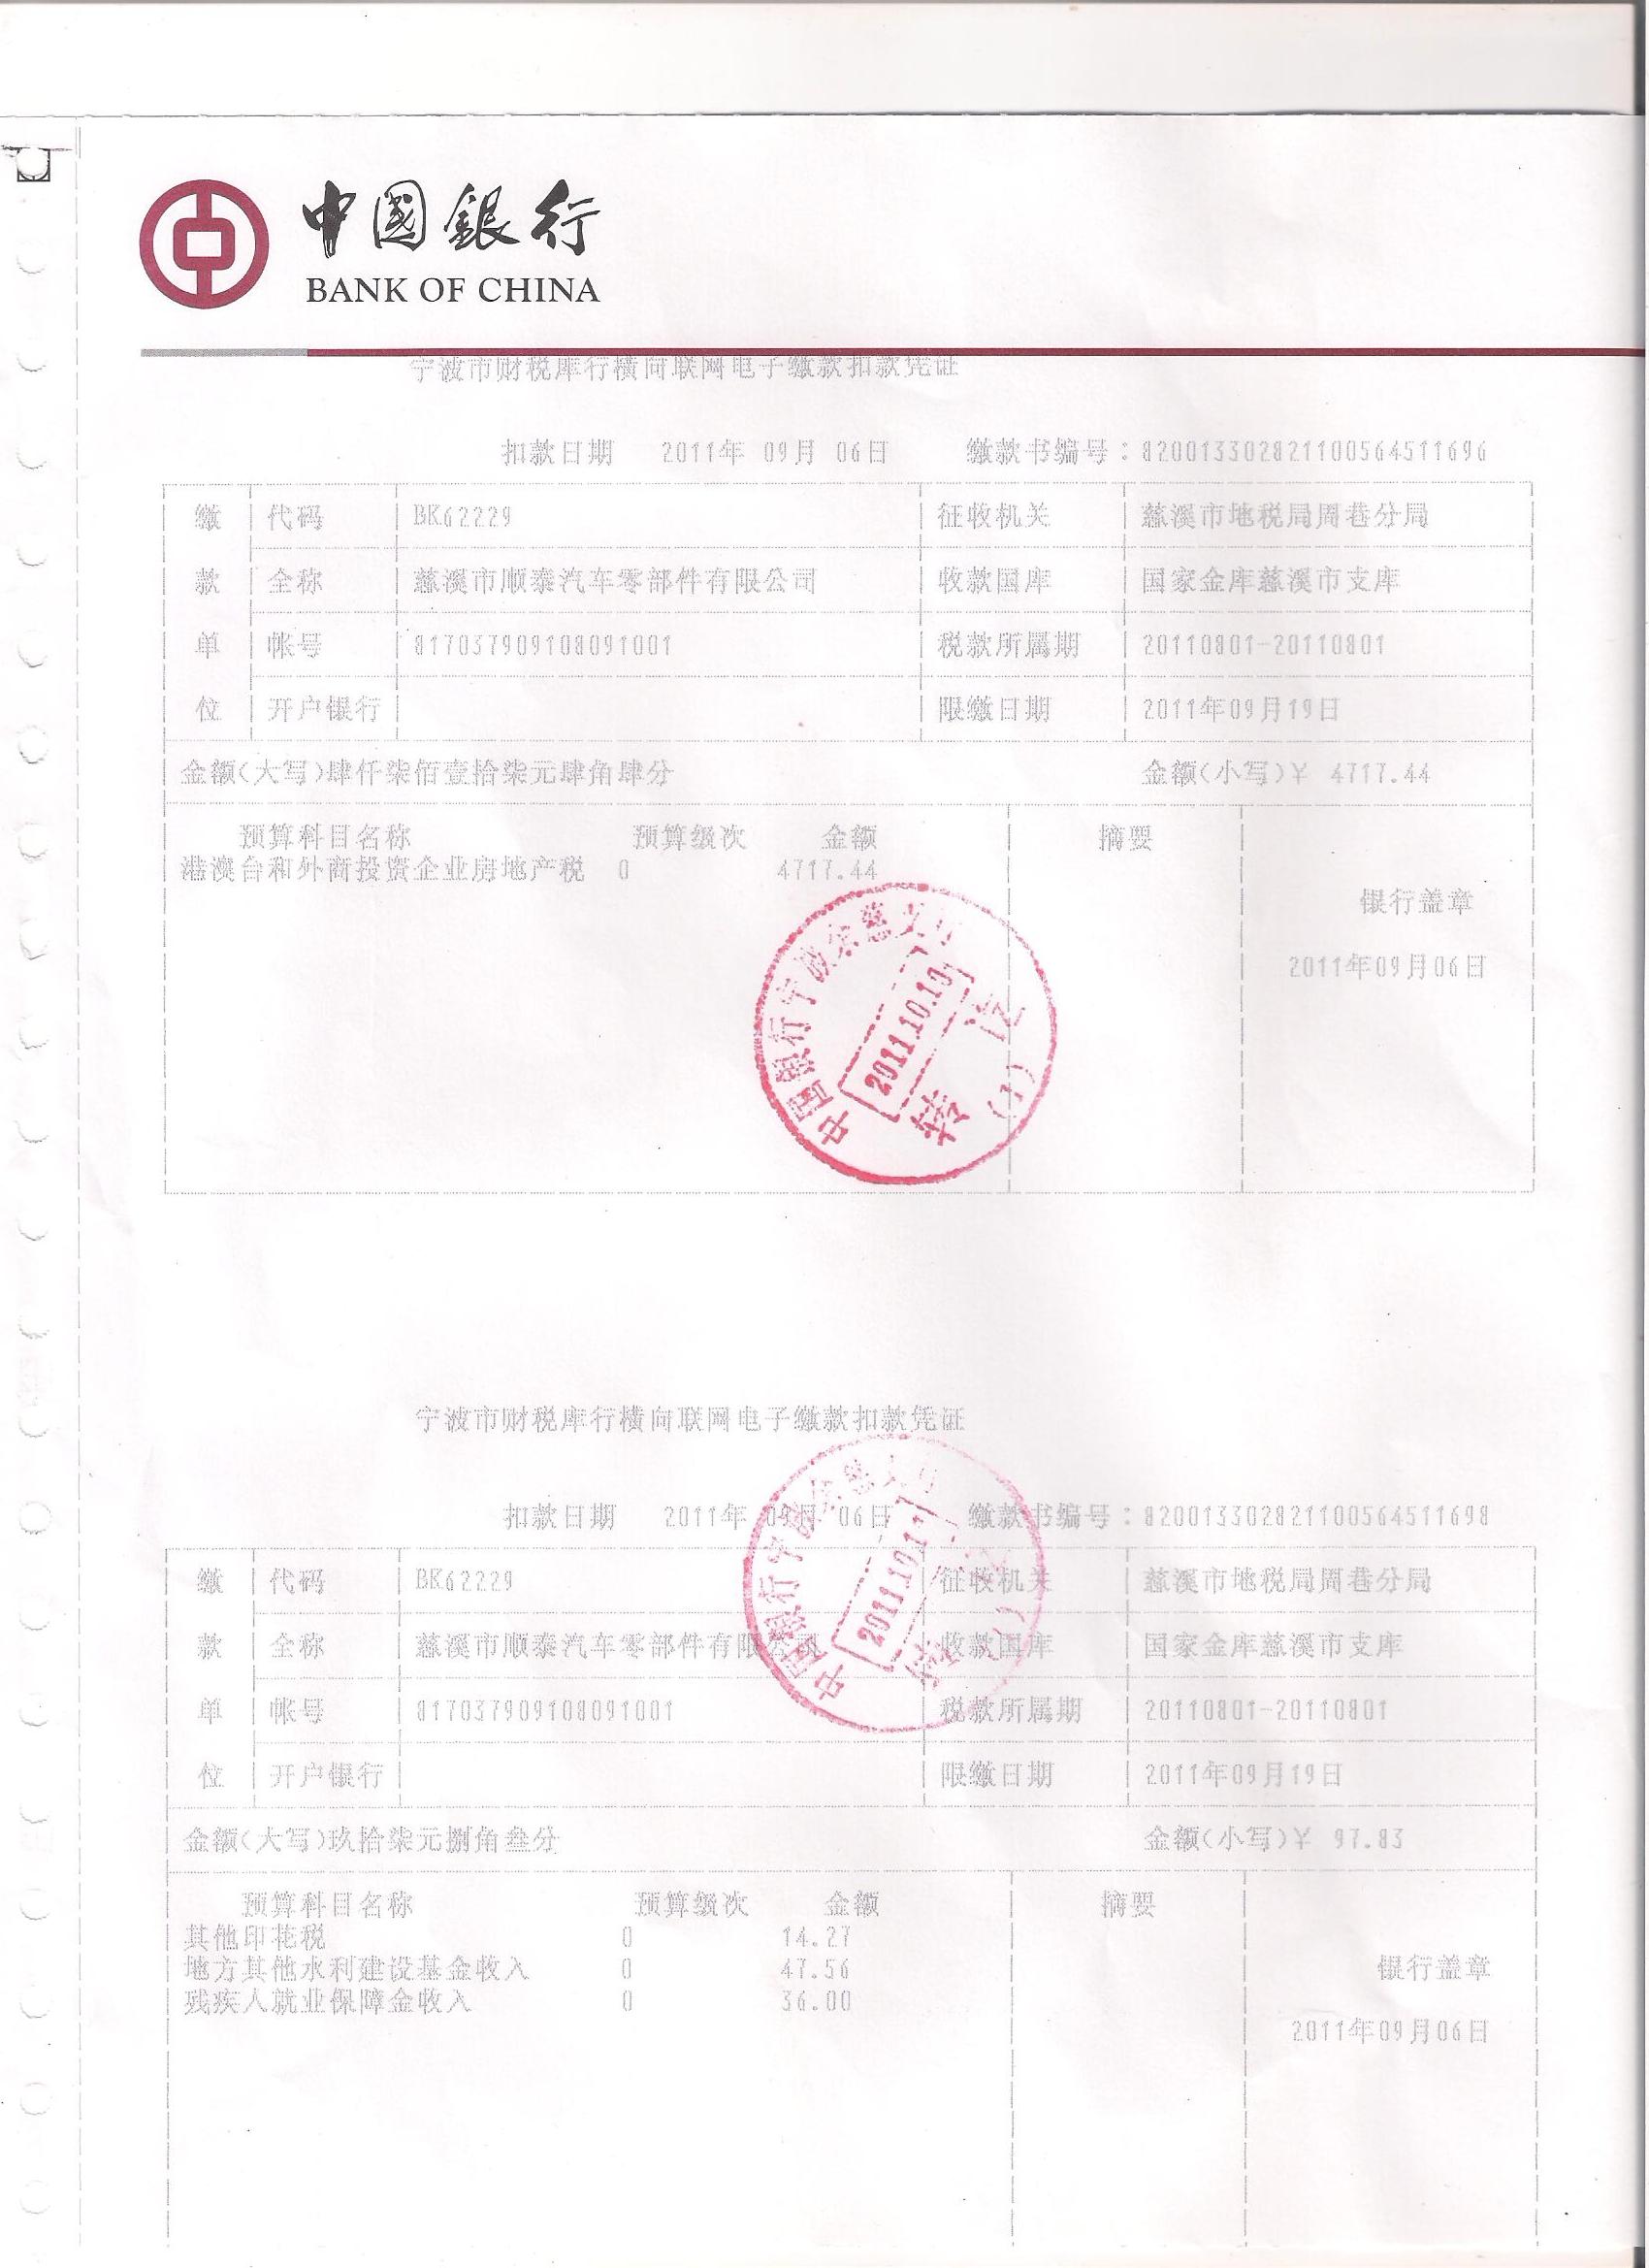 中國銀行
BANK OF CHINA
宁波市财税库行横向联网电子缴款扣款凭证
扣款日期 2011年 09月 06日 缴款书编号：820013302821100564511696
缴 代码 BK62229 征收机关 慈溪市地税局周巷分局
款 全称 慈溪市顺泰汽车零部件有限公司 收款国库 国家金库慈溪市支库
单 帐号 817037909108091001 税款所属期 20110801-20110801
位 开户银行 限缴日期 2011年09月19日
金额(大写)肆仟柒佰壹拾柒元肆角肆分 金额(小写)￥ 4717.44
预算科目名称 预算级次 金额 摘要
港澳台和外商投资企业房地产税 0 4717.44
银行盖章
2011年09月06日
中国银行宁波余慈支行
2011.10.10
宁波市财税库行横向联网电子缴款扣款凭证
扣款日期 2011年 09月 06日 缴款书编号：820013302821100564511698
缴 代码 BK62229 征收机关 慈溪市地税局周巷分局
款 全称 慈溪市顺泰汽车零部件有限公司 收款国库 国家金库慈溪市支库
单 帐号 817037909108091001 税款所属期 20110801-20110801
位 开户银行 限缴日期 2011年09月19日
金额(大写)玖拾柒元捌角叁分 金额(小写)￥ 97.83
预算科目名称 预算级次 金额 摘要
其他印花税 0 14.27
地方其他水利建设基金收入 0 47.56
残疾人就业保障金收入 0 36.00
银行盖章
2011年09月06日
中国银行宁波余慈支行
2011.10.11